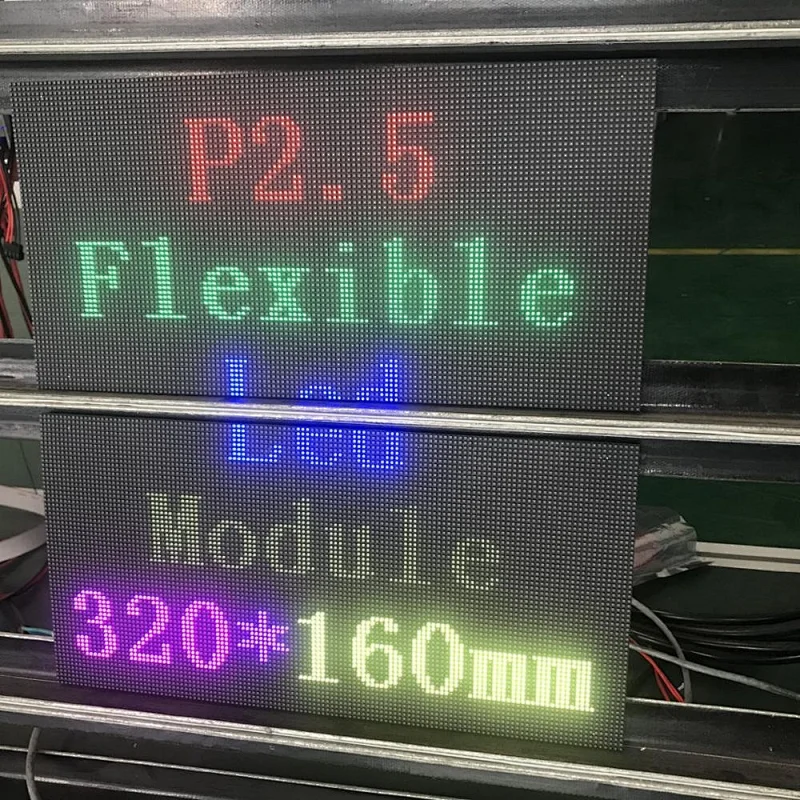 P2.5
Flexible
Led
Module
320*160mm